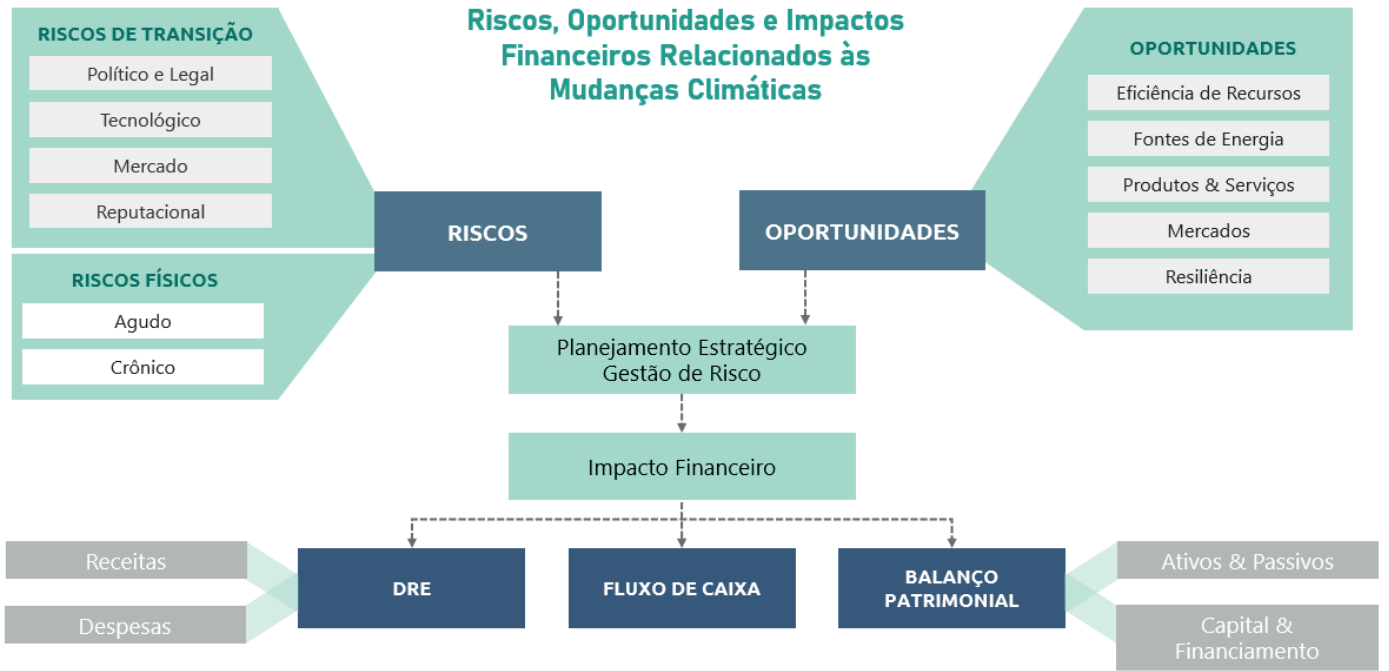 Riscos, Oportunidades e Impactos
Financeiros Relacionados às
Mudanças Climáticas
RISCOS DE TRANSIÇÃO
Político e Legal
Tecnológico
Mercado
Reputacional
RISCOS FÍSICOS
Agudo
Crônico
RISCOS
OPORTUNIDADES
OPORTUNIDADES
Eficiência de Recursos
Fontes de Energia
Produtos & Serviços
Mercados
Resiliência
Planejamento Estratégico
Gestão de Risco
Impacto Financeiro
Receitas
Despesas
DRE
FLUXO DE CAIXA
BALANÇO
PATRIMONIAL
Ativos & Passivos
Capital &
Financiamento